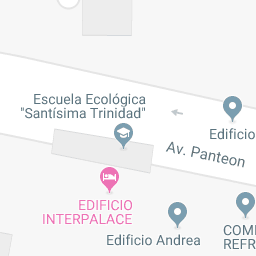 Escuela Ecológica
"Santísima Trinidad"
Edificio
Av. Panteon
EDIFICIO
INTERPALACE
Edificio Andrea
COM
REFR